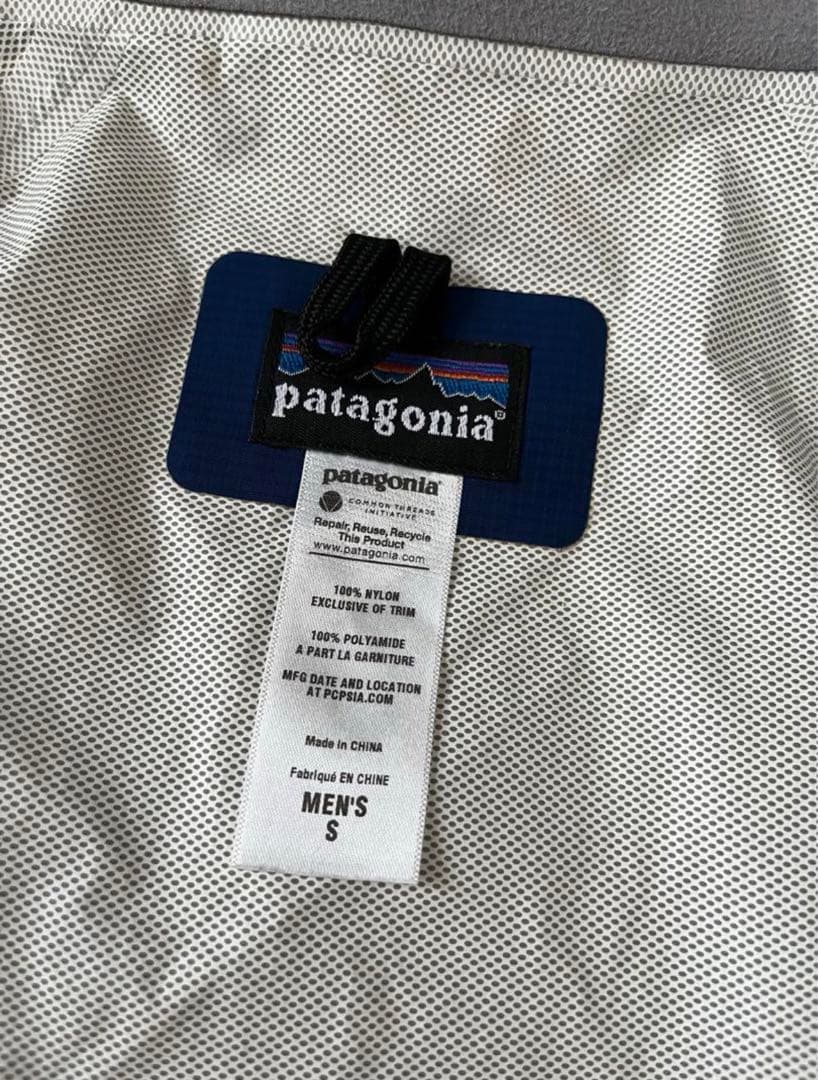 patagonia®
patagonia®
COMMON THREADS
INITIATIVE
Repair, Reuse, Recycle
This Product
www.patagonia.com
100% NYLON
EXCLUSIVE OF TRIM
100% POLYAMIDE
A PART LA GARNITURE
MFG DATE AND LOCATION
AT PCPSIA.COM
Made in CHINA
Fabriqué EN CHINE
MEN'S
S